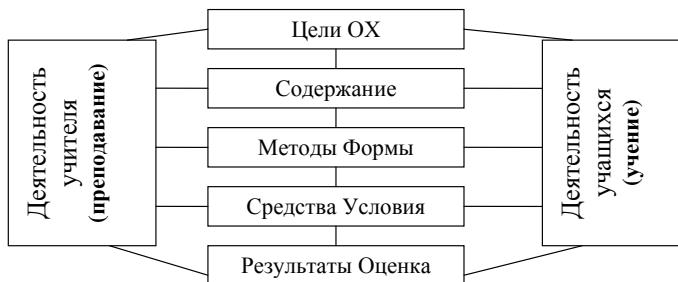 Деятельность
учителя
(преподавание)
Цели ОХ
Содержание
Методы Формы
Средства Условия
Результаты Оценка
Деятельность
учащихся
(учение)